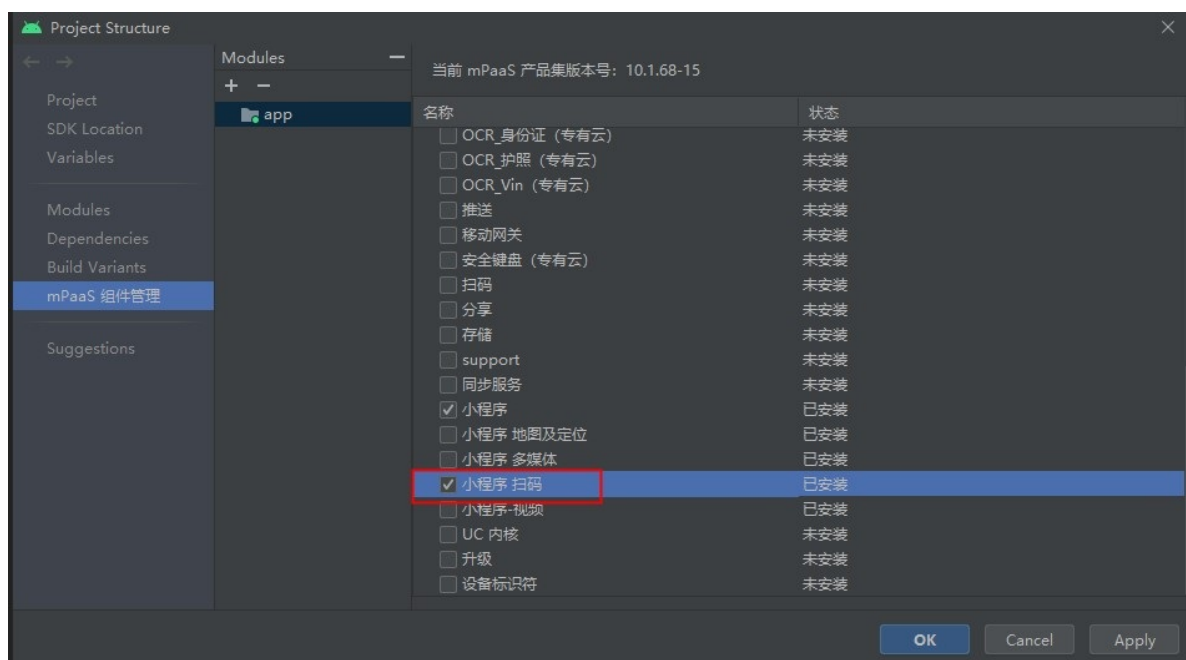 Project Structure
Modules
当前 mPaaS 产品集版本号：10.1.68-15
Project
SDK Location
Variables
Modules
Dependencies
Build Variants
mPaaS 组件管理
Suggestions
app
名称 状态
OCR_身份证（专有云） 未安装
OCR_护照（专有云） 未安装
OCR_Vin（专有云） 未安装
推送 未安装
移动网关 未安装
安全键盘（专有云） 未安装
扫码 未安装
分享 未安装
存储 未安装
support 未安装
同步服务 未安装
小程序 已安装
小程序 地图及定位 已安装
小程序 多媒体 已安装
小程序 扫码 已安装
小程序-视频 已安装
UC 内核 未安装
升级 未安装
设备标识符 未安装
OK Cancel Apply